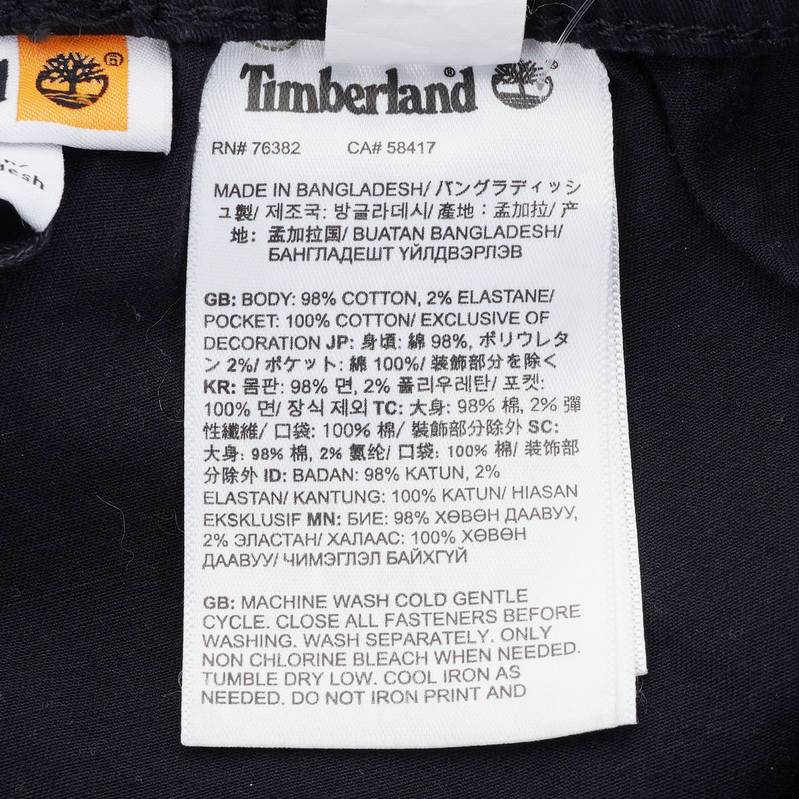 Timberland®
RN# 76382 CA# 58417
MADE IN BANGLADESH/ バングラディッシ
ュ製/ 제조국: 방글라데시/ 產地：孟加拉/ 产
地：孟加拉国/ BUATAN BANGLADESH/
БАНГЛАДЕШТ ҮЙЛДВЭРЛЭВ
GB: BODY: 98% COTTON, 2% ELASTANE/
POCKET: 100% COTTON/ EXCLUSIVE OF
DECORATION JP: 身頃: 綿 98%, ポリウレタ
ン 2%/ ポケット: 綿 100%/ 装飾部分を除く
KR: 몸판: 98% 면, 2% 폴리우레탄/ 포켓:
100% 면/ 장식 제외 TC: 大身: 98% 棉, 2% 彈
性纖維/ 口袋: 100% 棉/ 裝飾部分除外 SC:
大身: 98% 棉, 2% 氨纶/ 口袋: 100% 棉/ 装饰部
分除外 ID: BADAN: 98% KATUN, 2%
ELASTAN/ KANTUNG: 100% KATUN/ HIASAN
EKSKLUSIF MN: БИЕ: 98% ХӨВӨН ДААВУУ,
2% ЭЛАСТАН/ ХАЛААС: 100% ХӨВӨН
ДААВУУ/ ЧИМЭГЛЭЛ БАЙХГҮЙ
GB: MACHINE WASH COLD GENTLE
CYCLE. CLOSE ALL FASTENERS BEFORE
WASHING. WASH SEPARATELY. ONLY
NON CHLORINE BLEACH WHEN NEEDED.
TUMBLE DRY LOW. COOL IRON AS
NEEDED. DO NOT IRON PRINT AND